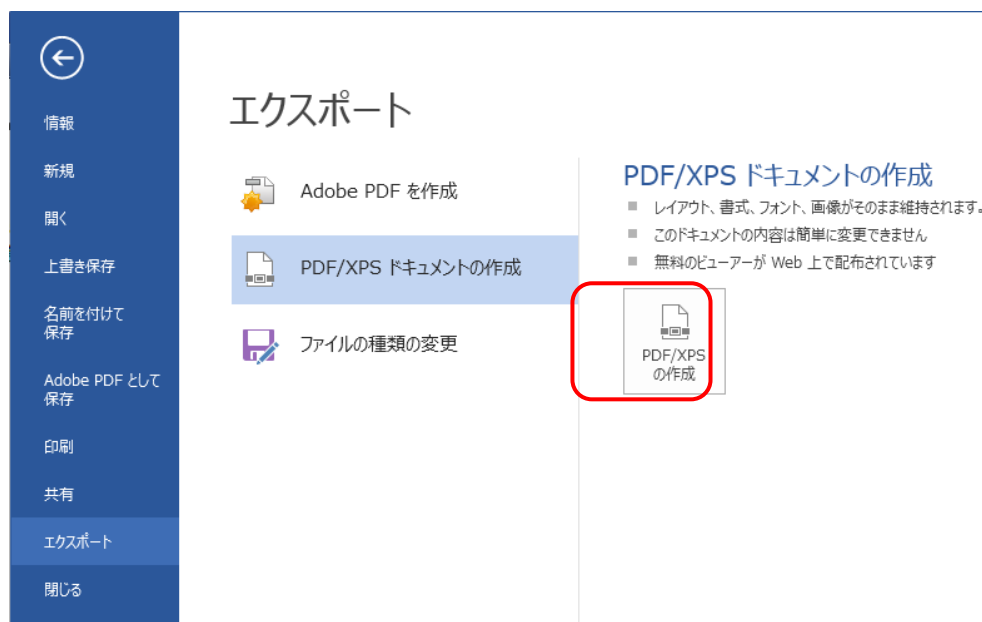 情報
新規
開く
上書き保存
名前を付けて
保存
Adobe PDF として
保存
印刷
共有
エクスポート
閉じる
エクスポート
Adobe PDF を作成
PDF/XPS ドキュメントの作成
ファイルの種類の変更
PDF/XPS ドキュメントの作成
レイアウト、書式、フォント、画像がそのまま維持されます。
このドキュメントの内容は簡単に変更できません
無料のビューアーが Web 上で配布されています
PDF/XPS
の作成